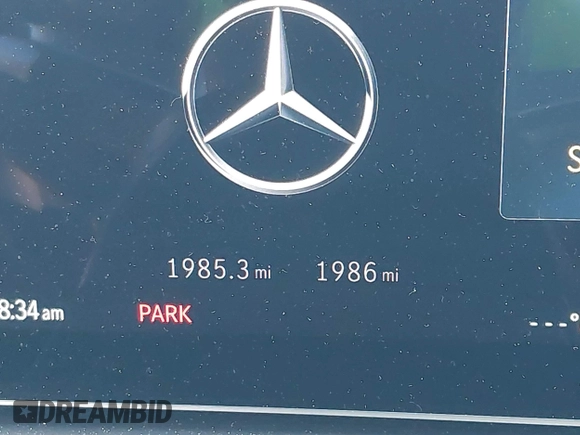 S
1985.3 mi 1986 mi
8:34 am PARK ---°
DREAMBID